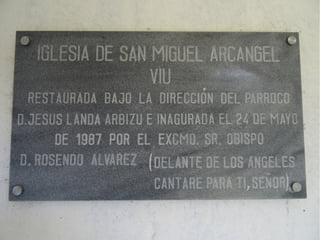 IGLESIA DE SAN MIGUEL ARCANGEL
VIU
RESTAURADA BAJO LA DIRECCIÓN DEL PARROCO
D. JESUS LANDA ARBIZU E INAGURADA EL 24 DE MAYO
DE 1987 POR EL EXCMO. SR. OBISPO
D. ROSENDO ALVAREZ (DELANTE DE LOS ANGELES
CANTARE PARA TI, SEÑOR)